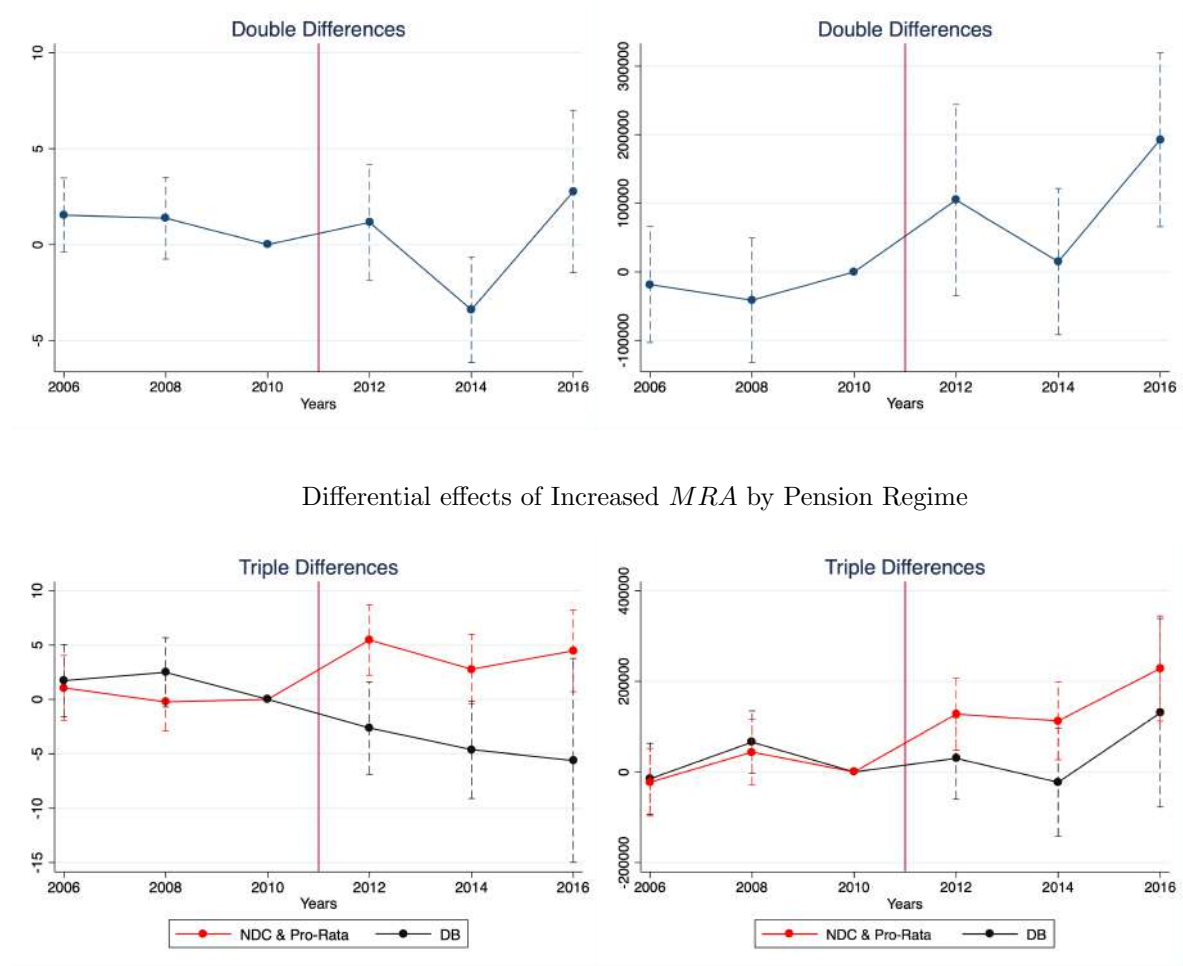 Double Differences
10
5
0
-5
2006 2008 2010 2012 2014 2016
Years
Double Differences
300000
200000
100000
0
-100000
2006 2008 2010 2012 2014 2016
Years
Differential effects of Increased MRA by Pension Regime
Triple Differences
10
5
0
-5
-10
-15
2006 2008 2010 2012 2014 2016
Years
NDC & Pro-Rata DB
Triple Differences
400000
200000
0
-200000
2006 2008 2010 2012 2014 2016
Years
NDC & Pro-Rata DB